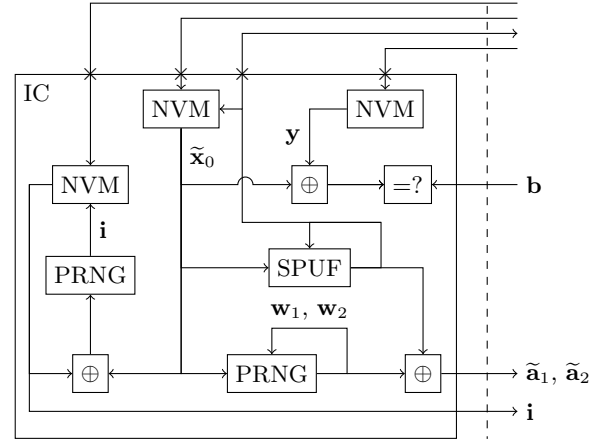 IC
NVM NVM
y
x̃₀
NVM ⊕ =? b
i
PRNG SPUF
w₁, w₂
⊕ PRNG ⊕ ã₁, ã₂
i